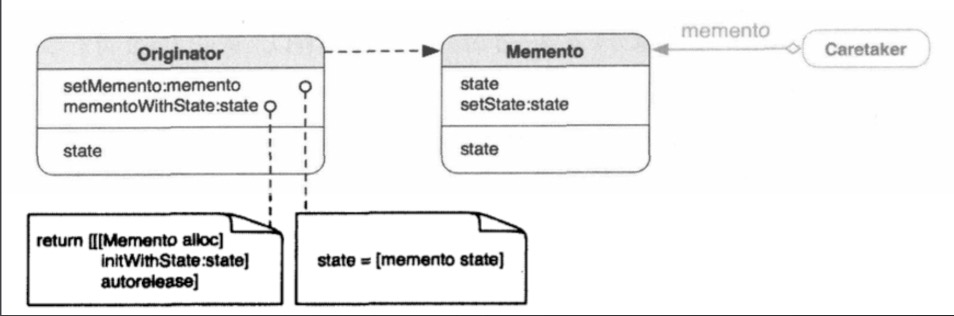 Originator
setMemento:memento
mementoWithState:state
state
Memento
state
setState:state
state
memento
Caretaker
return [[[Memento alloc]
initWithState:state]
autorelease]
state = [memento state]